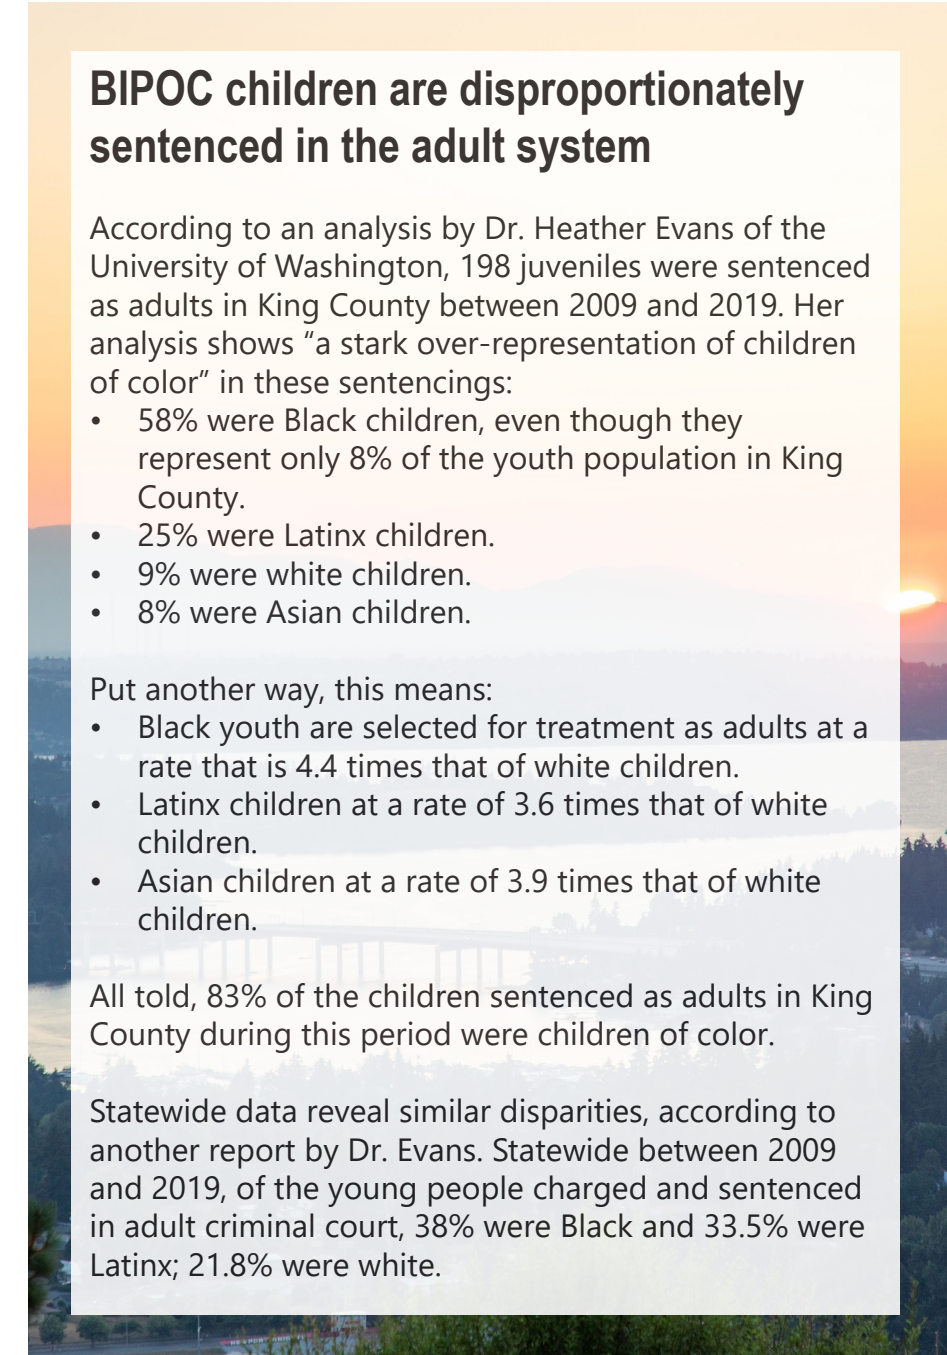 BIPOC children are disproportionately
sentenced in the adult system
According to an analysis by Dr. Heather Evans of the
University of Washington, 198 juveniles were sentenced
as adults in King County between 2009 and 2019. Her
analysis shows “a stark over-representation of children
of color” in these sentencings:
• 58% were Black children, even though they
represent only 8% of the youth population in King
County.
• 25% were Latinx children.
• 9% were white children.
• 8% were Asian children.
Put another way, this means:
• Black youth are selected for treatment as adults at a
rate that is 4.4 times that of white children.
• Latinx children at a rate of 3.6 times that of white
children.
• Asian children at a rate of 3.9 times that of white
children.
All told, 83% of the children sentenced as adults in King
County during this period were children of color.
Statewide data reveal similar disparities, according to
another report by Dr. Evans. Statewide between 2009
and 2019, of the young people charged and sentenced
in adult criminal court, 38% were Black and 33.5% were
Latinx; 21.8% were white.